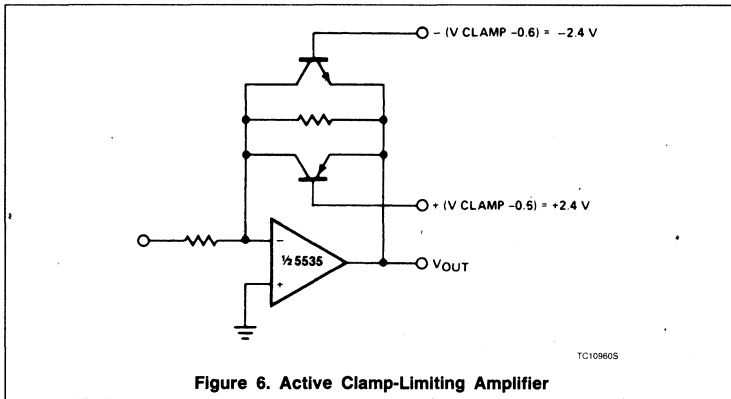 – (V CLAMP –0.6) = –2.4 V
+ (V CLAMP –0.6) = +2.4 V
–
½ 5535
+
VOUT
TC10960S
Figure 6. Active Clamp-Limiting Amplifier